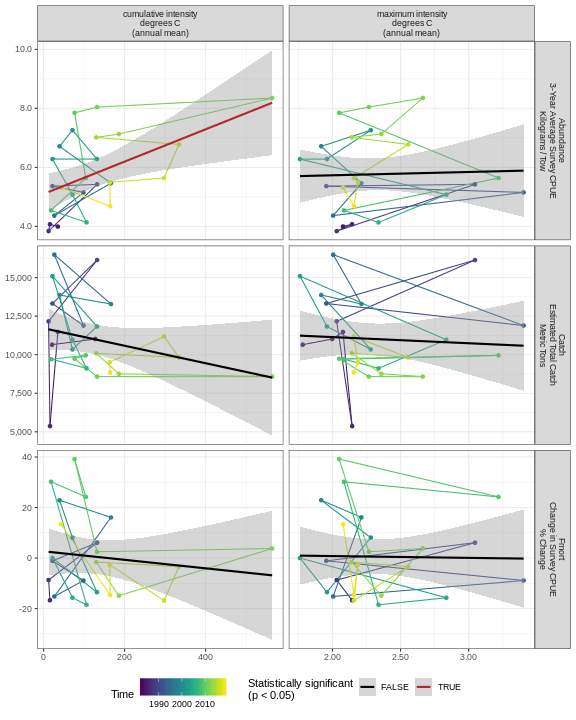 cumulative intensity
degrees C
(annual mean)
maximum intensity
degrees C
(annual mean)
10.0
8.0
6.0
4.0
Abundance
3-Year Average Survey CPUE
Kilograms / Tow
15,000
12,500
10,000
7,500
5,000
Catch
Estimated Total Catch
Metric Tons
40
20
0
-20
Fmort
Change in Survey CPUE
% Change
0
200
400
2.00
2.50
3.00
Time
1990 2000 2010
Statistically significant
(p < 0.05)
FALSE
TRUE